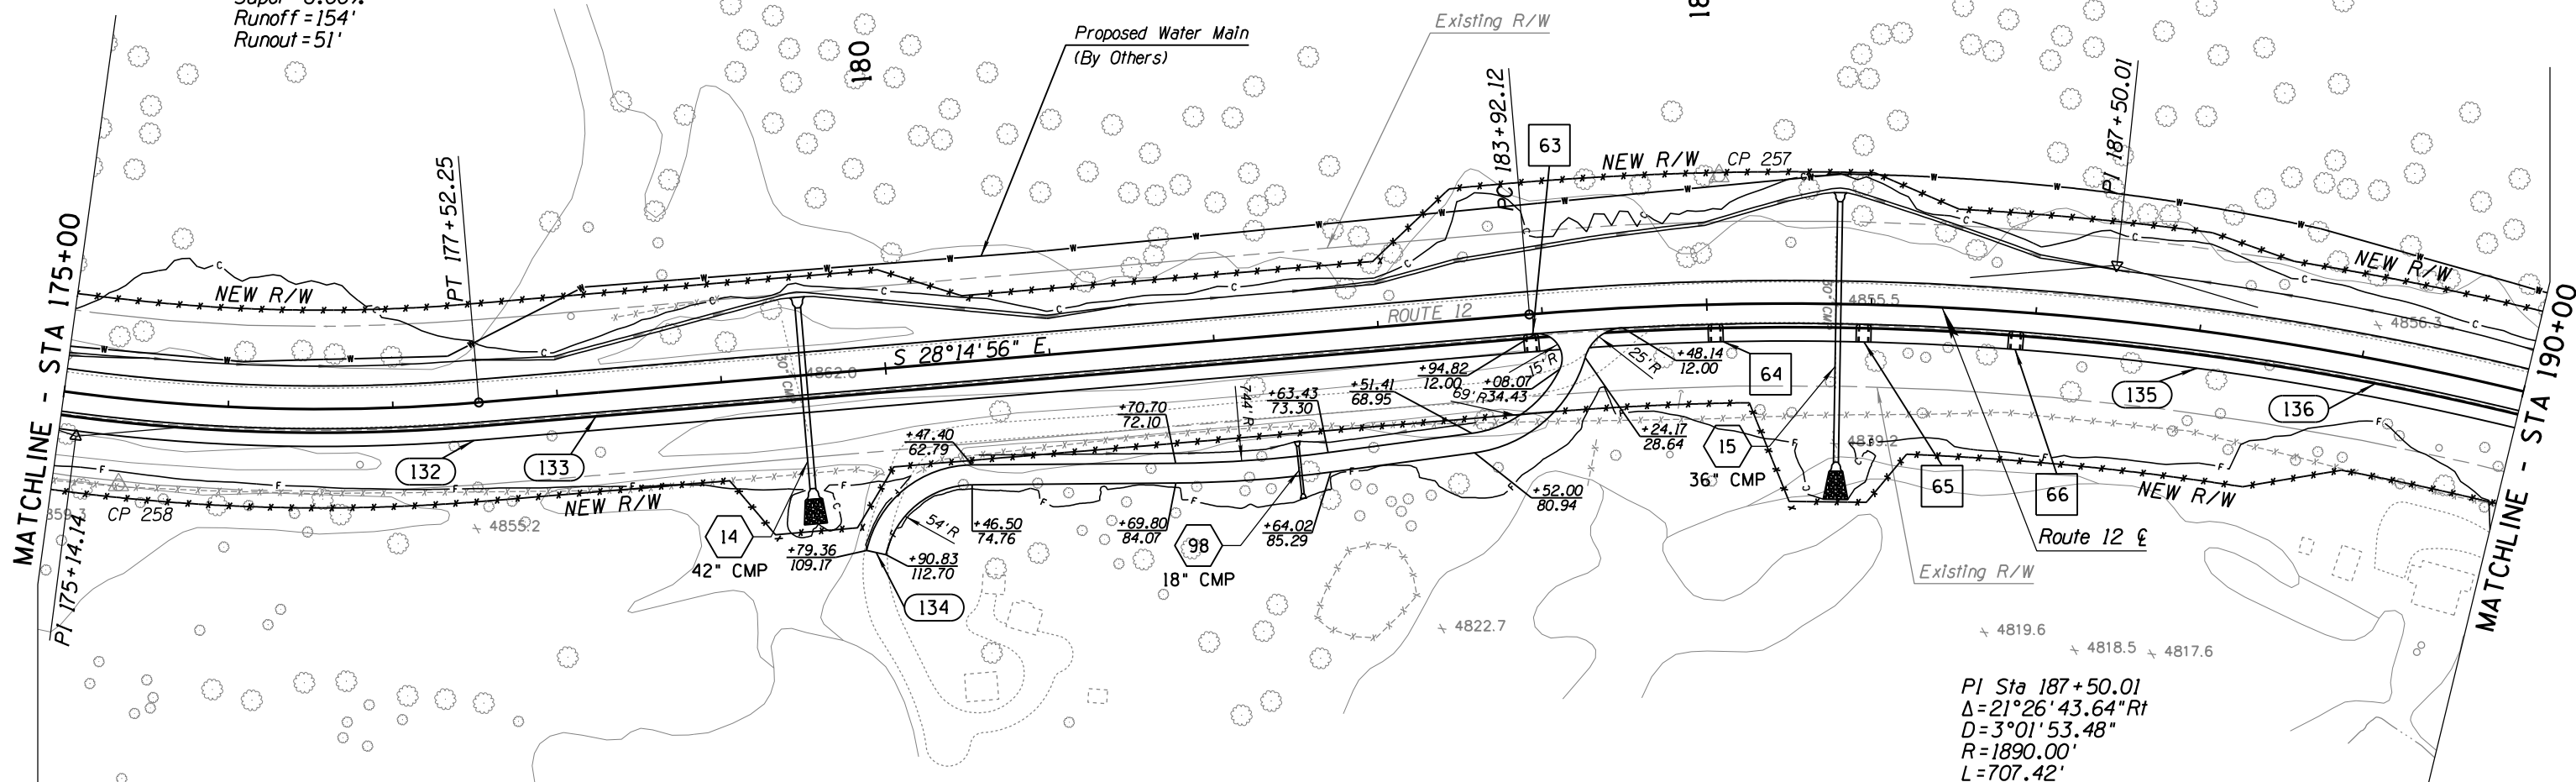 Runoff=154'
Runout=51'
180
Proposed Water Main
(By Others)
Existing R/W
PC 183+92.12
63
NEW R/W
CP 257
PI 187+50.01
MATCHLINE - STA 175+00
NEW R/W
PT 177+52.25
S 28°14'56" E
ROUTE 12
4855.5
NEW R/W
4856.3
MATCHLINE - STA 190+00
30" CMP
4862.0
30" CMP
132
133
+47.40
62.79
+70.70
72.10
744'R
+63.43
73.30
+51.41
68.95
+94.82
12.00
69'R
+08.07
34.43
15'R
25'R
+48.14
12.00
64
+24.17
28.64
15
36" CMP
4839.2
65
66
135
136
NEW R/W
Route 12 ℄
Existing R/W
CP 258
4855.2
NEW R/W
PI 175+14.14
14
42" CMP
+79.36
109.17
54'R
+90.83
112.70
134
+46.50
74.76
+69.80
84.07
98
18" CMP
+64.02
85.29
+52.00
80.94
4822.7
4819.6
4818.5
4817.6
PI Sta 187+50.01
Δ=21°26'43.64"Rt
D=3°01'53.48"
R=1890.00'
L=707.42'